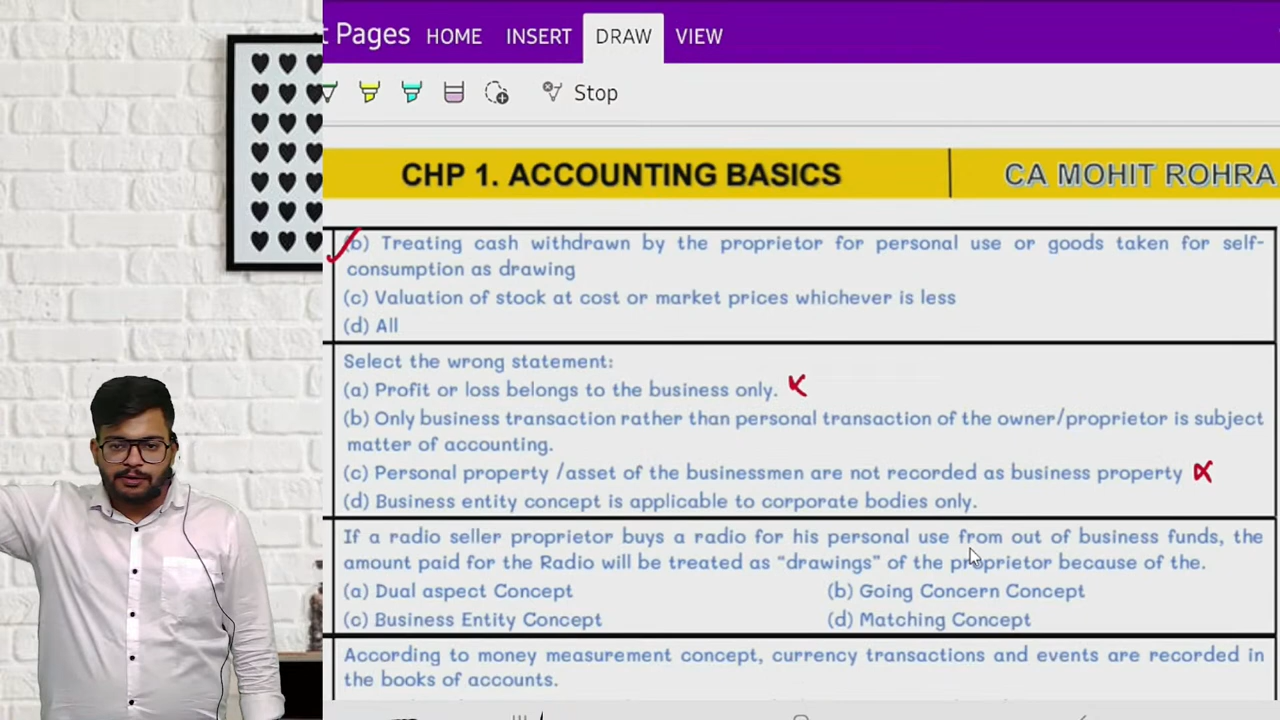 t Pages HOME INSERT DRAW VIEW
Stop
CHP 1. ACCOUNTING BASICS CA MOHIT ROHRA
(b) Treating cash withdrawn by the proprietor for personal use or goods taken for self-
consumption as drawing
(c) Valuation of stock at cost or market prices whichever is less
(d) All
Select the wrong statement:
(a) Profit or loss belongs to the business only.
(b) Only business transaction rather than personal transaction of the owner/proprietor is subject
matter of accounting.
(c) Personal property /asset of the businessmen are not recorded as business property
(d) Business entity concept is applicable to corporate bodies only.
If a radio seller proprietor buys a radio for his personal use from out of business funds, the
amount paid for the Radio will be treated as “drawings” of the proprietor because of the.
(a) Dual aspect Concept (b) Going Concern Concept
(c) Business Entity Concept (d) Matching Concept
According to money measurement concept, currency transactions and events are recorded in
the books of accounts.